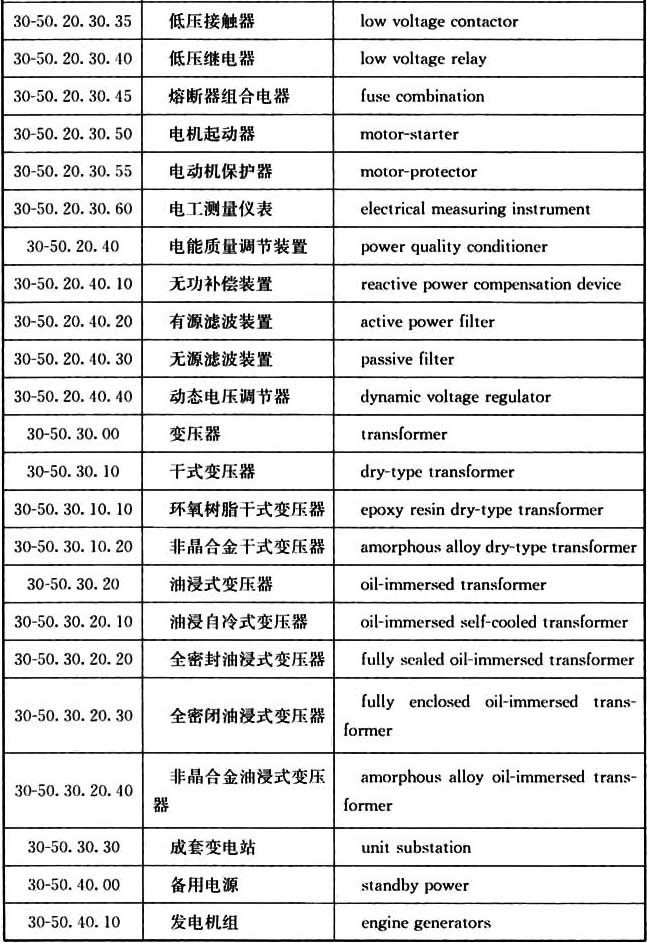 30-50.20.30.35 低压接触器 low voltage contactor
30-50.20.30.40 低压继电器 low voltage relay
30-50.20.30.45 熔断器组合电器 fuse combination
30-50.20.30.50 电机起动器 motor-starter
30-50.20.30.55 电动机保护器 motor-protector
30-50.20.30.60 电工测量仪表 electrical measuring instrument
30-50.20.40 电能质量调节装置 power quality conditioner
30-50.20.40.10 无功补偿装置 reactive power compensation device
30-50.20.40.20 有源滤波装置 active power filter
30-50.20.40.30 无源滤波装置 passive filter
30-50.20.40.40 动态电压调节器 dynamic voltage regulator
30-50.30.00 变压器 transformer
30-50.30.10 干式变压器 dry-type transformer
30-50.30.10.10 环氧树脂干式变压器 epoxy resin dry-type transformer
30-50.30.10.20 非晶合金干式变压器 amorphous alloy dry-type transformer
30-50.30.20 油浸式变压器 oil-immersed transformer
30-50.30.20.10 油浸自冷式变压器 oil-immersed self-cooled transformer
30-50.30.20.20 全密封油浸式变压器 fully sealed oil-immersed transformer
30-50.30.20.30 全密闭油浸式变压器 fully enclosed oil-immersed trans-
former
30-50.30.20.40 非晶合金油浸式变压 amorphous alloy oil-immersed trans-
器 former
30-50.30.30 成套变电站 unit substation
30-50.40.00 备用电源 standby power
30-50.40.10 发电机组 engine generators